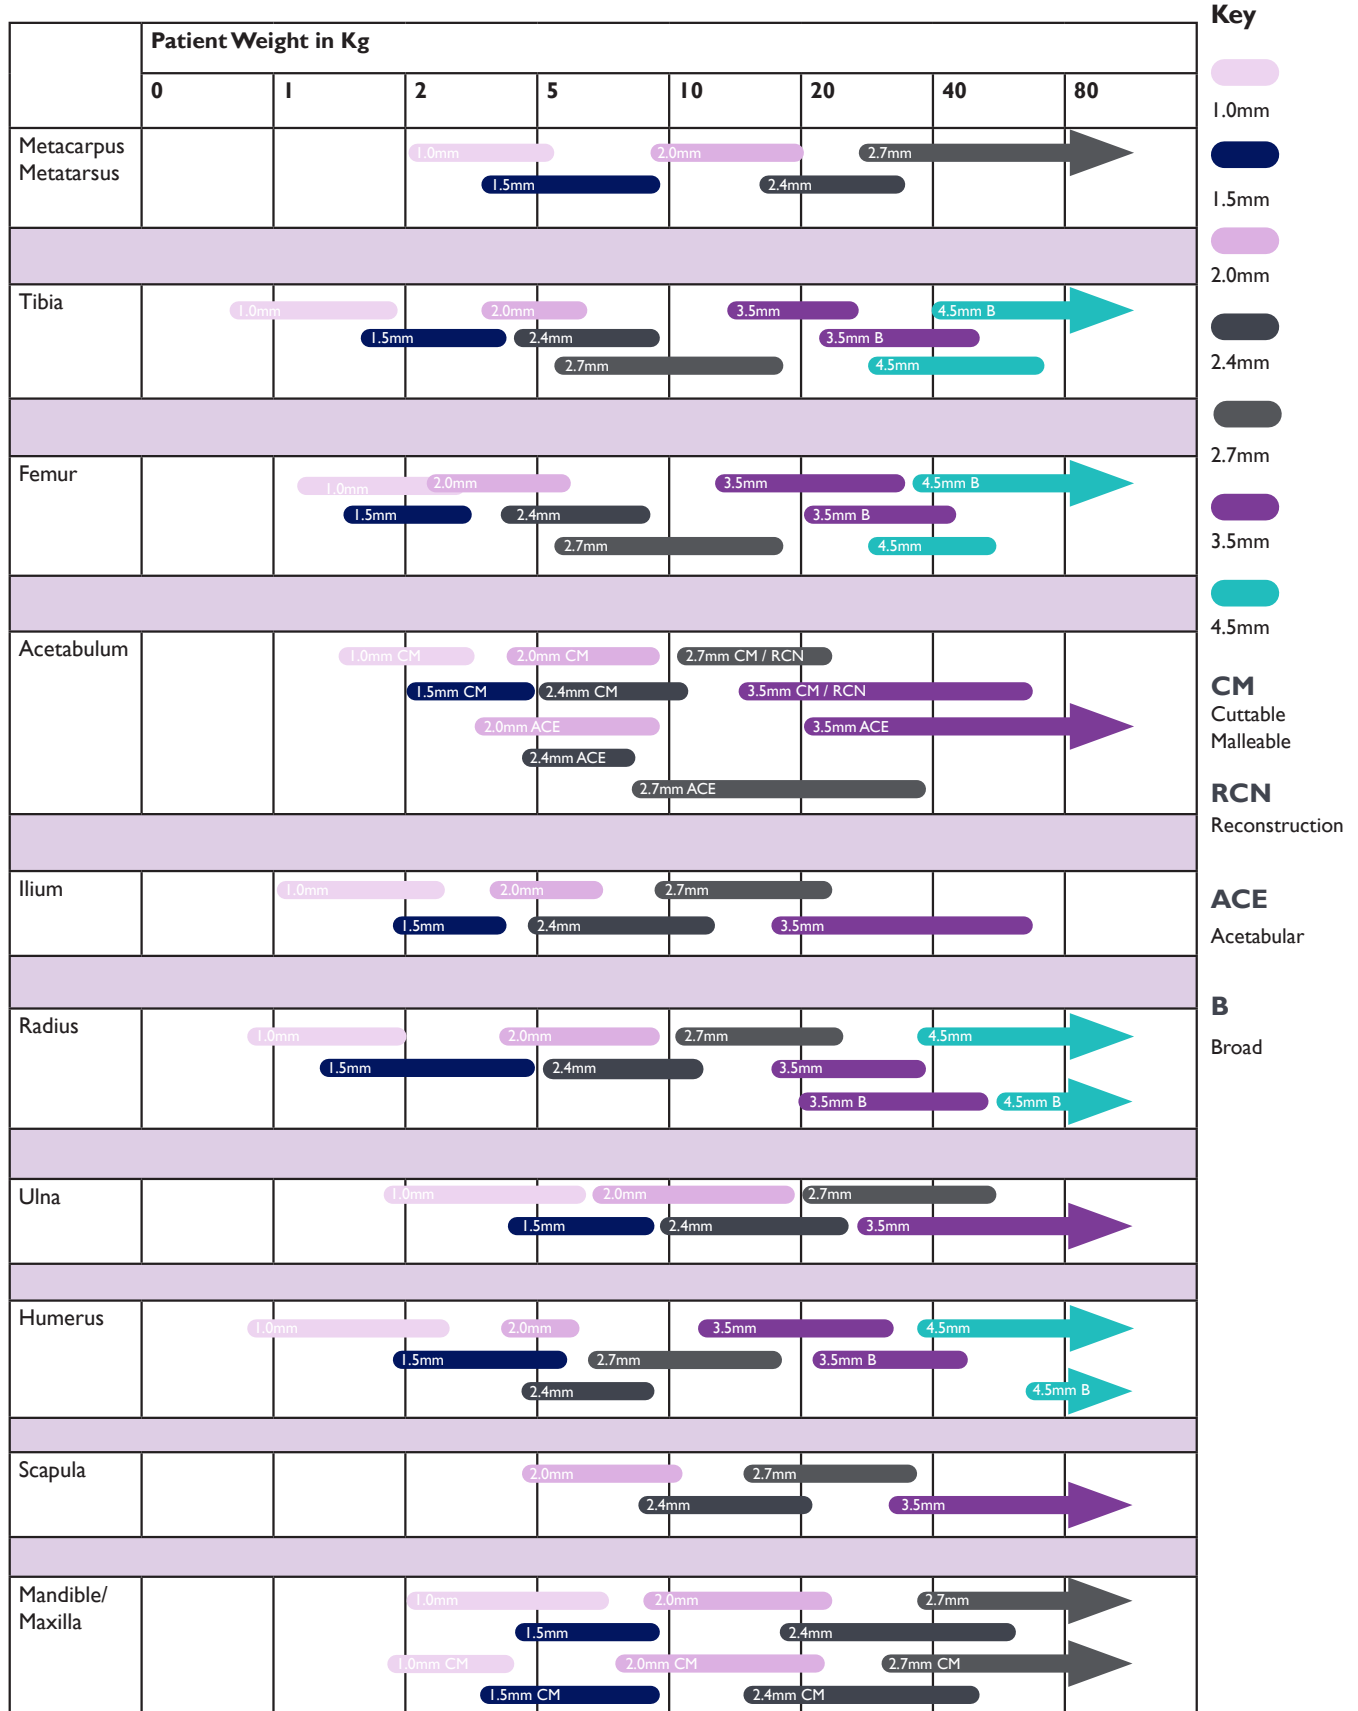 Key
Patient Weight in Kg
0 1 2 5 10 20 40 80
1.0mm
1.5mm
2.0mm
2.4mm
2.7mm
3.5mm
4.5mm
CM
Cuttable
Malleable
RCN
Reconstruction
ACE
Acetabular
B
Broad
Metacarpus
Metatarsus
1.0mm 2.0mm 2.7mm
1.5mm 2.4mm
Tibia
1.0mm 2.0mm 3.5mm 4.5mm B
1.5mm 2.4mm 3.5mm B
2.7mm 4.5mm
Femur
1.0mm 2.0mm 3.5mm 4.5mm B
1.5mm 2.4mm 3.5mm B
2.7mm 4.5mm
Acetabulum
1.0mm CM 2.0mm CM 2.7mm CM / RCN
1.5mm CM 2.4mm CM 3.5mm CM / RCN
2.0mm ACE 3.5mm ACE
2.4mm ACE
2.7mm ACE
Ilium
1.0mm 2.0mm 2.7mm
1.5mm 2.4mm 3.5mm
Radius
1.0mm 2.0mm 2.7mm 4.5mm
1.5mm 2.4mm 3.5mm
3.5mm B 4.5mm B
Ulna
1.0mm 2.0mm 2.7mm
1.5mm 2.4mm 3.5mm
Humerus
1.0mm 2.0mm 3.5mm 4.5mm
1.5mm 2.7mm 3.5mm B
2.4mm 4.5mm B
Scapula
2.0mm 2.7mm
2.4mm 3.5mm
Mandible/
Maxilla
1.0mm 2.0mm 2.7mm
1.5mm 2.4mm
1.0mm CM 2.0mm CM 2.7mm CM
1.5mm CM 2.4mm CM